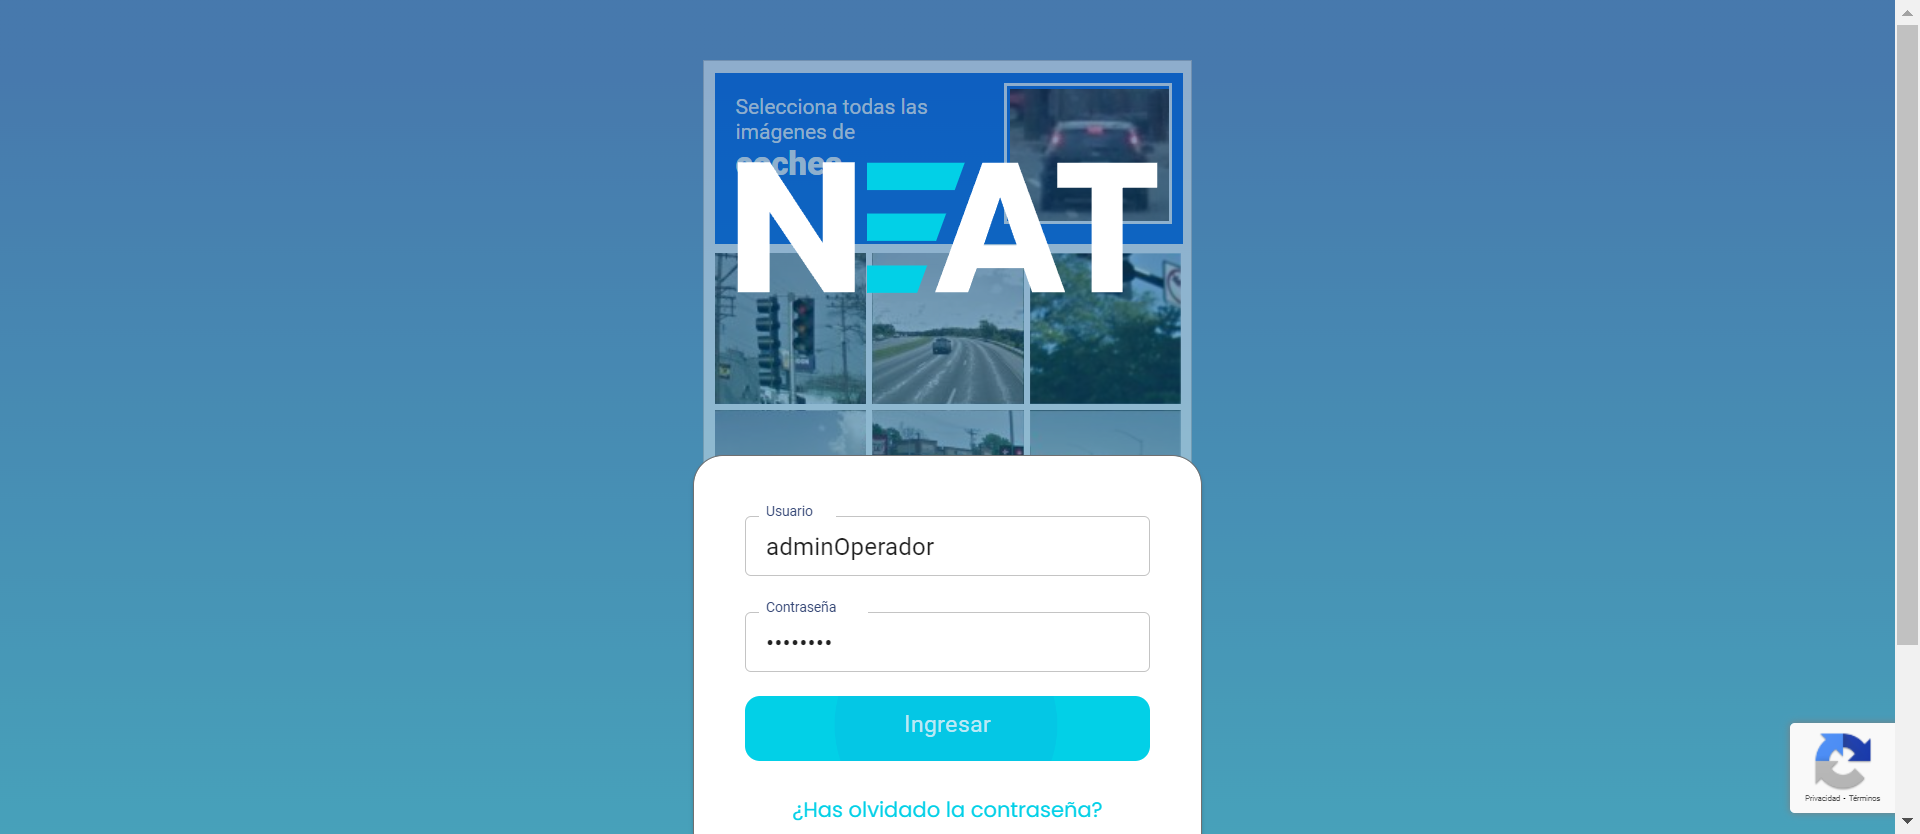 Selecciona todas las
imágenes de
coches
NEAT
Usuario
adminOperador
Contraseña
••••••••
Ingresar
¿Has olvidado la contraseña?
Privacidad - Términos